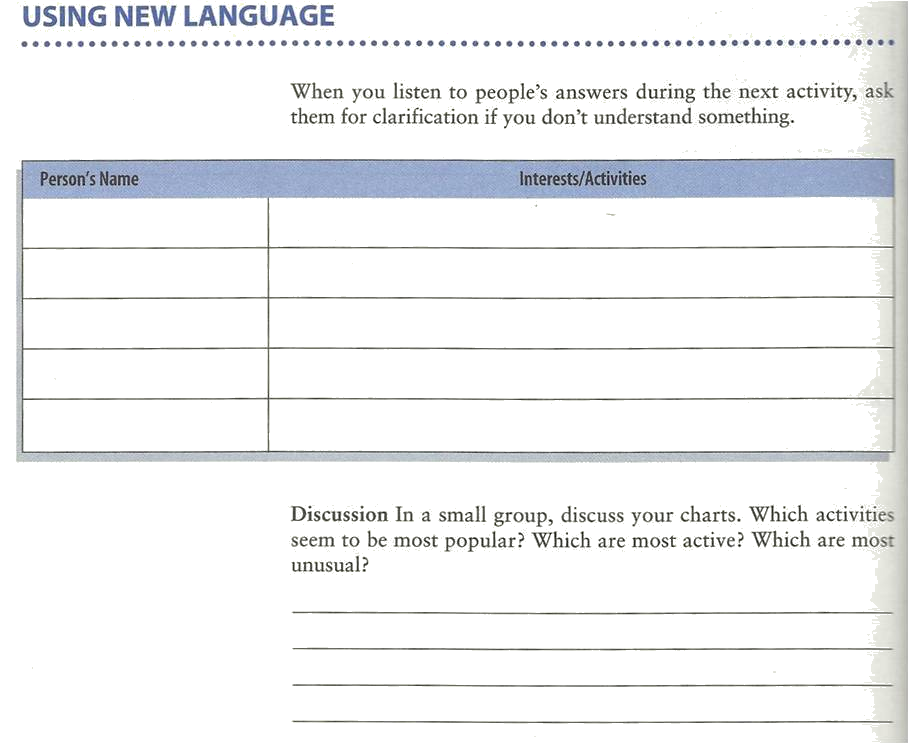 USING NEW LANGUAGE
When you listen to people's answers during the next activity, ask
them for clarification if you don't understand something.
Person's Name Interests/Activities
Discussion In a small group, discuss your charts. Which activities
seem to be most popular? Which are most active? Which are most
unusual?